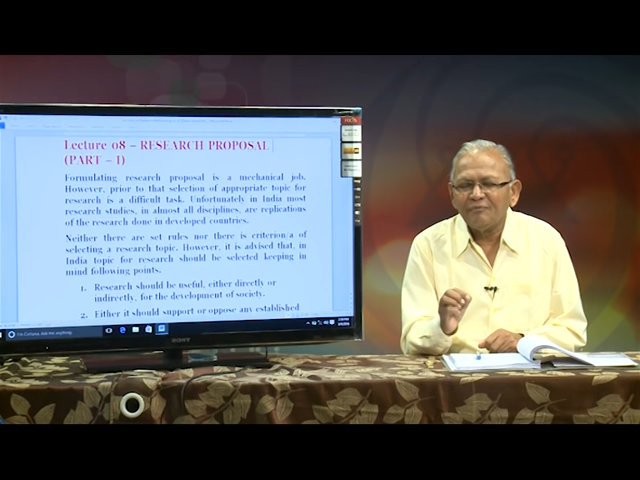 Lecture 08 – RESEARCH PROPOSAL
(PART – I)
Formulating research proposal is a mechanical job.
However, prior to that selection of appropriate topic for
research is a difficult task. Unfortunately in India most
research studies, in almost all disciplines, are replications
of the research done in developed countries.
Neither there are set rules nor there is criterion/a of
selecting a research topic. However, it is advised that, in
India topic for research should be selected keeping in
mind following points.
1. Research should be useful, either directly or
indirectly, for the development of society.
2. Either it should support or oppose any established
I'm Cortana. Ask me anything.
SONY